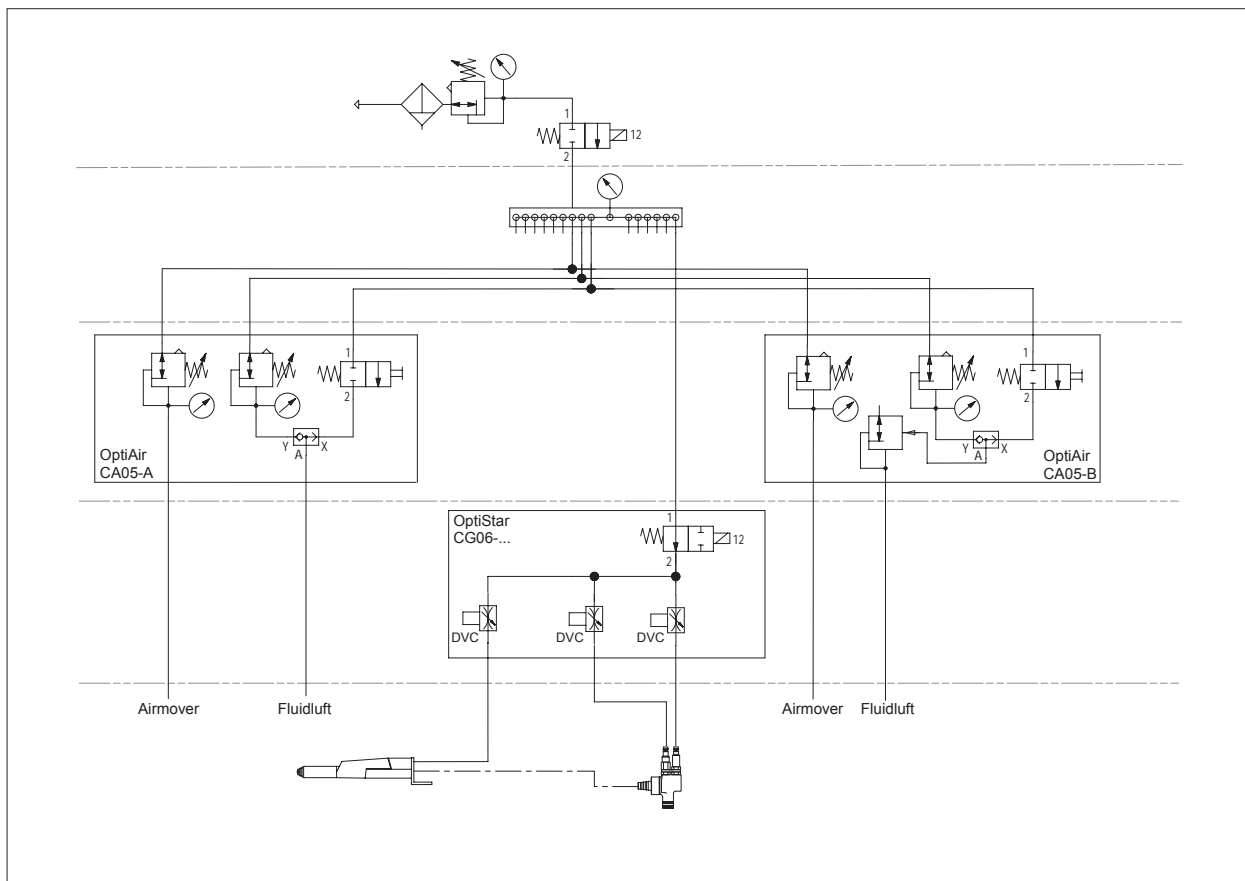 1
12
2
1
2
Y
A
X
OptiAir
CA05-A
1
2
Y
A
X
OptiAir
CA05-B
OptiStar
CG06-...
1
12
2
DVC
DVC
DVC
Airmover
Fluidluft
Airmover
Fluidluft